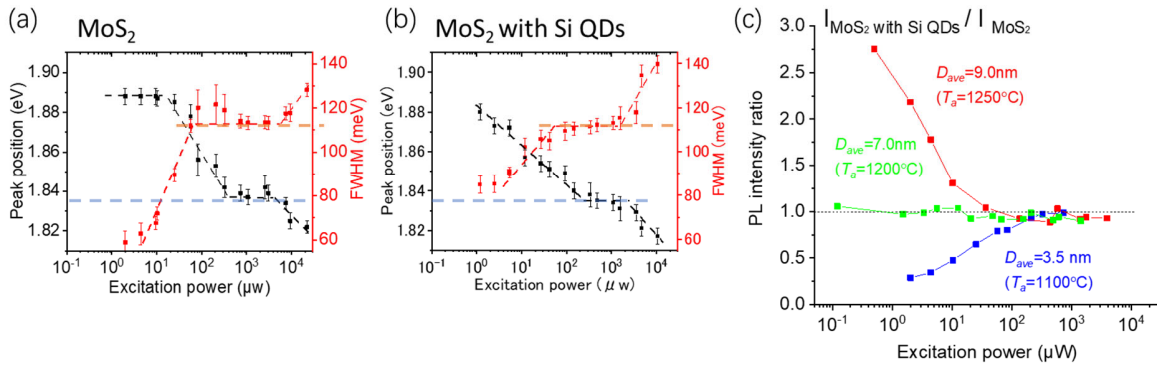 (a) MoS2
Peak position (eV)
1.90
1.88
1.86
1.84
1.82
140
120
100
80
60
FWHM (meV)
10-1 100 101 102 103 104
Excitation power (μw)
(b) MoS2 with Si QDs
Peak position (eV)
1.90
1.88
1.86
1.84
1.82
140
120
100
80
60
FWHM (meV)
10-1 100 101 102 103 104
Excitation power (μw)
(c) IMoS2 with Si QDs / I MoS2
PL intensity ratio
3.0
2.5
2.0
1.5
1.0
0.5
0.0
Dave=9.0nm
(Ta=1250oC)
Dave=7.0nm
(Ta=1200oC)
Dave=3.5 nm
(Ta=1100oC)
10-1 100 101 102 103 104
Excitation power (μW)